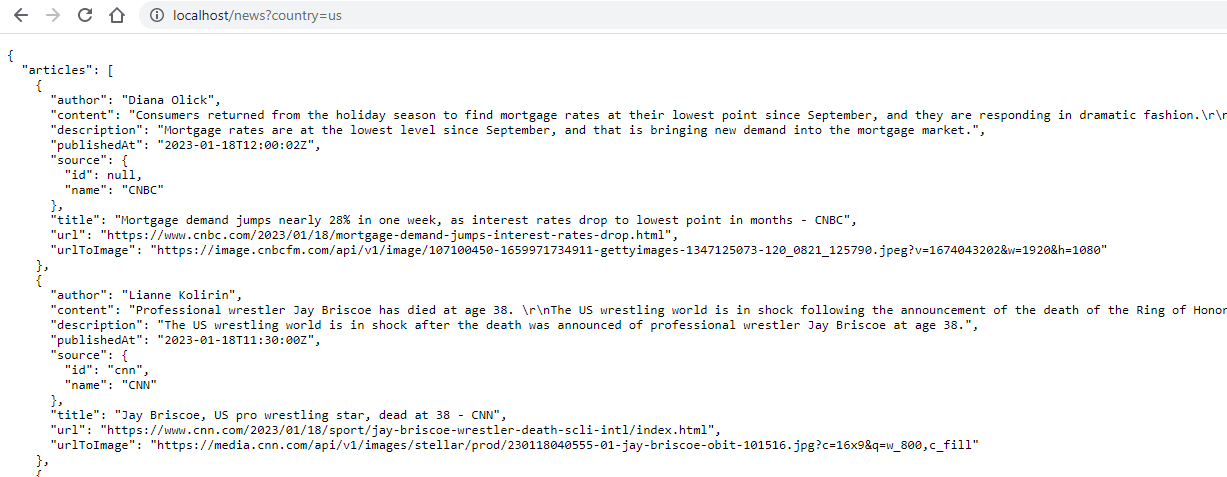 localhost/news?country=us
{
  "articles": [
    {
      "author": "Diana Olick",
      "content": "Consumers returned from the holiday season to find mortgage rates at their lowest point since September, and they are responding in dramatic fashion.\r\n
      "description": "Mortgage rates are at the lowest level since September, and that is bringing new demand into the mortgage market.",
      "publishedAt": "2023-01-18T12:00:02Z",
      "source": {
        "id": null,
        "name": "CNBC"
      },
      "title": "Mortgage demand jumps nearly 28% in one week, as interest rates drop to lowest point in months - CNBC",
      "url": "https://www.cnbc.com/2023/01/18/mortgage-demand-jumps-interest-rates-drop.html",
      "urlToImage": "https://image.cnbcfm.com/api/v1/image/107100450-1659971734911-gettyimages-1347125073-120_0821_125790.jpeg?v=1674043202&w=1920&h=1080"
    },
    {
      "author": "Lianne Kolirin",
      "content": "Professional wrestler Jay Briscoe has died at age 38. \r\nThe US wrestling world is in shock following the announcement of the death of the Ring of Honor
      "description": "The US wrestling world is in shock after the death was announced of professional wrestler Jay Briscoe at age 38.",
      "publishedAt": "2023-01-18T11:30:00Z",
      "source": {
        "id": "cnn",
        "name": "CNN"
      },
      "title": "Jay Briscoe, US pro wrestling star, dead at 38 - CNN",
      "url": "https://www.cnn.com/2023/01/18/sport/jay-briscoe-wrestler-death-scli-intl/index.html",
      "urlToImage": "https://media.cnn.com/api/v1/images/stellar/prod/230118040555-01-jay-briscoe-obit-101516.jpg?c=16x9&q=w_800,c_fill"
    },
    {